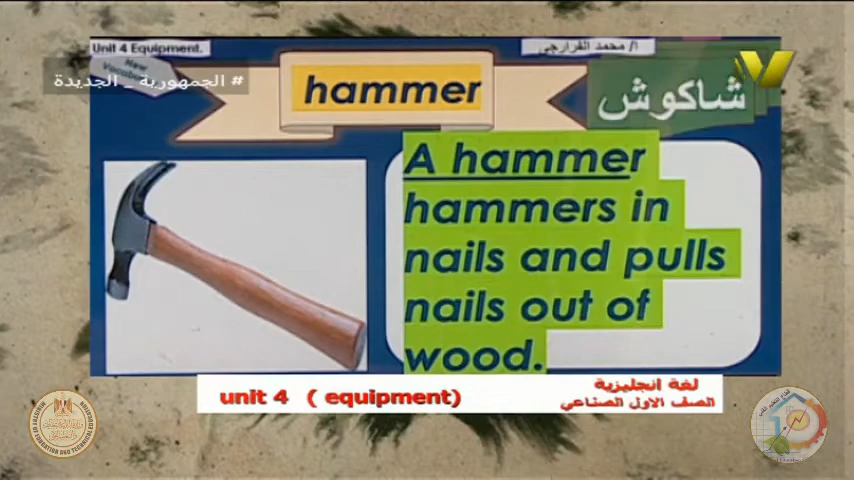 Unit 4 Equipment.
ا/ محمد الفرارجى
New
# الجمهورية _ الجديدة
hammer
شاكوش
A hammer
hammers in
nails and pulls
nails out of
wood.
unit 4 ( equipment)
لغة انجليزية
الصف الاول الصناعي